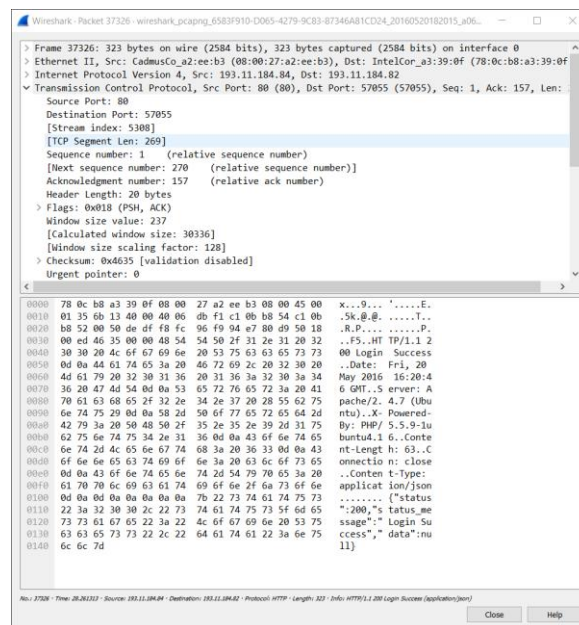 Wireshark - Packet 37326 - wireshark_pcapng_6583F910-D065-4279-9C83-87346A81CD24_20160520182015_a06...
> Frame 37326: 323 bytes on wire (2584 bits), 323 bytes captured (2584 bits) on interface 0
> Ethernet II, Src: CadmusCo_a2:ee:b3 (08:00:27:a2:ee:b3), Dst: IntelCor_a3:39:0f (78:0c:b8:a3:39:0f
> Internet Protocol Version 4, Src: 193.11.184.84, Dst: 193.11.184.82
Transmission Control Protocol, Src Port: 80 (80), Dst Port: 57055 (57055), Seq: 1, Ack: 157, Len:
Source Port: 80
Destination Port: 57055
[Stream index: 5308]
[TCP Segment Len: 269]
Sequence number: 1 (relative sequence number)
[Next sequence number: 270 (relative sequence number)]
Acknowledgment number: 157 (relative ack number)
Header Length: 20 bytes
> Flags: 0x018 (PSH, ACK)
Window size value: 237
[Calculated window size: 30336]
[Window size scaling factor: 128]
> Checksum: 0x4635 [validation disabled]
Urgent pointer: 0
0000 78 0c b8 a3 39 0f 08 00 27 a2 ee b3 08 00 45 00 x...9... '.....E.
0010 01 35 6b 13 40 00 40 06 db f1 c1 0b b8 54 c1 0b .5k.@.@. .....T..
0020 b8 52 00 50 de df f8 fc 96 f9 94 e7 80 d9 50 18 .R.P.... ......P.
0030 00 ed 46 35 00 00 48 54 54 50 2f 31 2e 31 20 32 ..F5..HT TP/1.1 2
0040 30 30 20 4c 6f 67 69 6e 20 53 75 63 63 65 73 73 00 Login Success
0050 0d 0a 44 61 74 65 3a 20 46 72 69 2c 20 32 30 20 ..Date: Fri, 20
0060 4d 61 79 20 32 30 31 36 20 31 36 3a 32 30 3a 34 May 2016 16:20:4
0070 36 20 47 4d 54 0d 0a 53 65 72 76 65 72 3a 20 41 6 GMT..S erver: A
0080 70 61 63 68 65 2f 32 2e 34 2e 37 20 28 55 62 75 pache/2. 4.7 (Ubu
0090 6e 74 75 29 0d 0a 58 2d 50 6f 77 65 72 65 64 2d ntu)..X- Powered-
00a0 42 79 3a 20 50 48 50 2f 35 2e 35 2e 39 2d 31 75 By: PHP/ 5.5.9-1u
00b0 62 75 6e 74 75 34 2e 31 36 0d 0a 43 6f 6e 74 65 buntu4.1 6..Conte
00c0 6e 74 2d 4c 65 6e 67 74 68 3a 20 36 33 0d 0a 43 nt-Lengt h: 63..C
00d0 6f 6e 6e 65 63 74 69 6f 6e 3a 20 63 6c 6f 73 65 onnectio n: close
00e0 0d 0a 43 6f 6e 74 65 6e 74 2d 54 79 70 65 3a 20 ..Conten t-Type:
00f0 61 70 70 6c 69 63 61 74 69 6f 6e 2f 6a 73 6f 6e applicat ion/json
0100 0d 0a 0d 0a 0a 0a 0a 0a 7b 22 73 74 61 74 75 73 ........ {"status
0110 22 3a 32 30 30 2c 22 73 74 61 74 75 73 5f 6d 65 ":200,"s tatus_me
0120 73 73 61 67 65 22 3a 22 4c 6f 67 69 6e 20 53 75 ssage":" Login Su
0130 63 63 65 73 73 22 2c 22 64 61 74 61 22 3a 6e 75 ccess"," data":nu
0140 6c 6c 7d ll}
No.: 37326 · Time: 28.261313 · Source: 193.11.184.84 · Destination: 193.11.184.82 · Protocol: HTTP · Length: 323 · Info: HTTP/1.1 200 Login Success (application/json)
Close Help